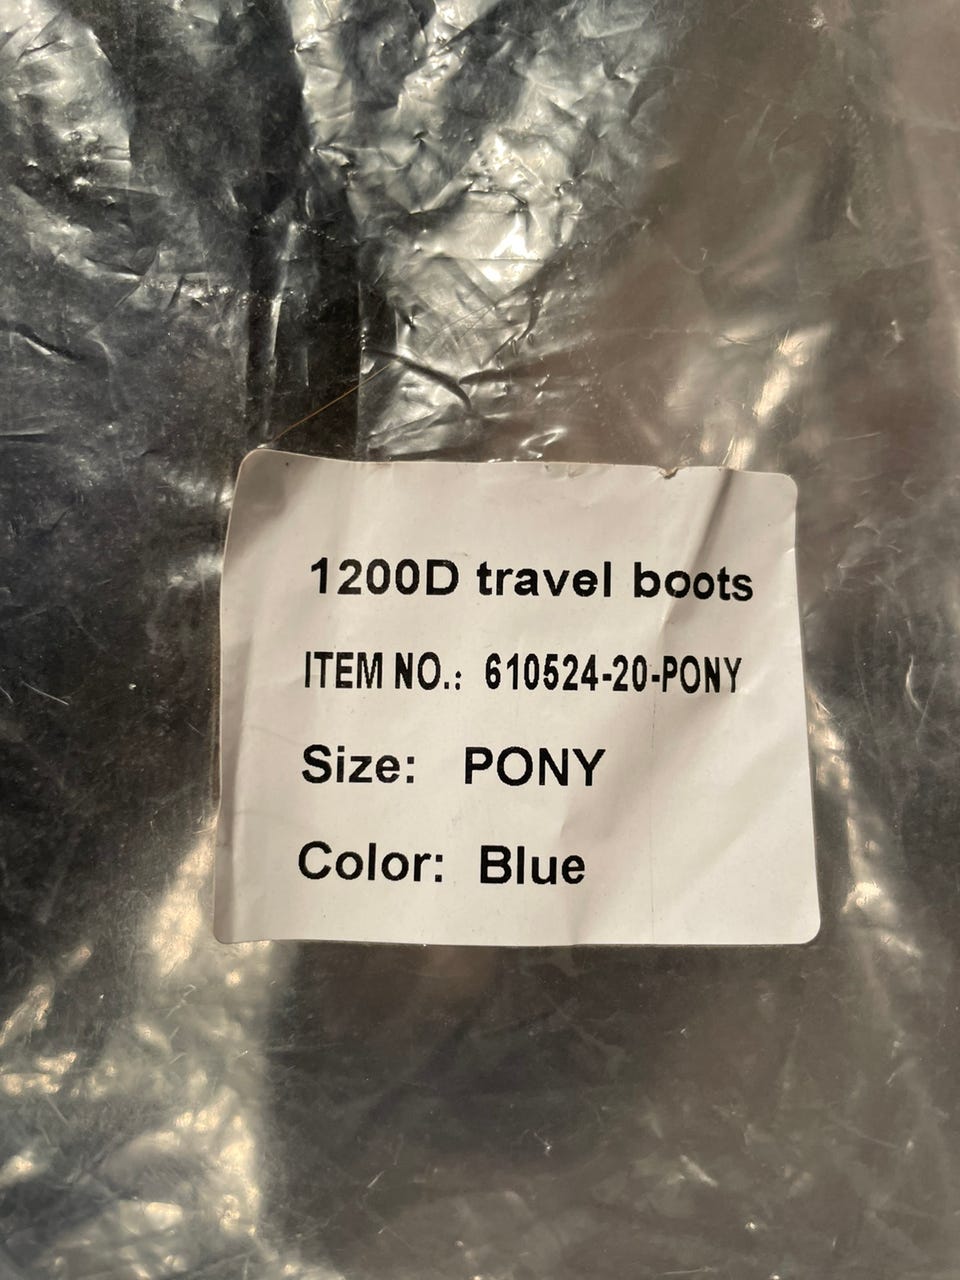 1200D travel boots
ITEM NO.: 610524-20-PONY
Size: PONY
Color: Blue